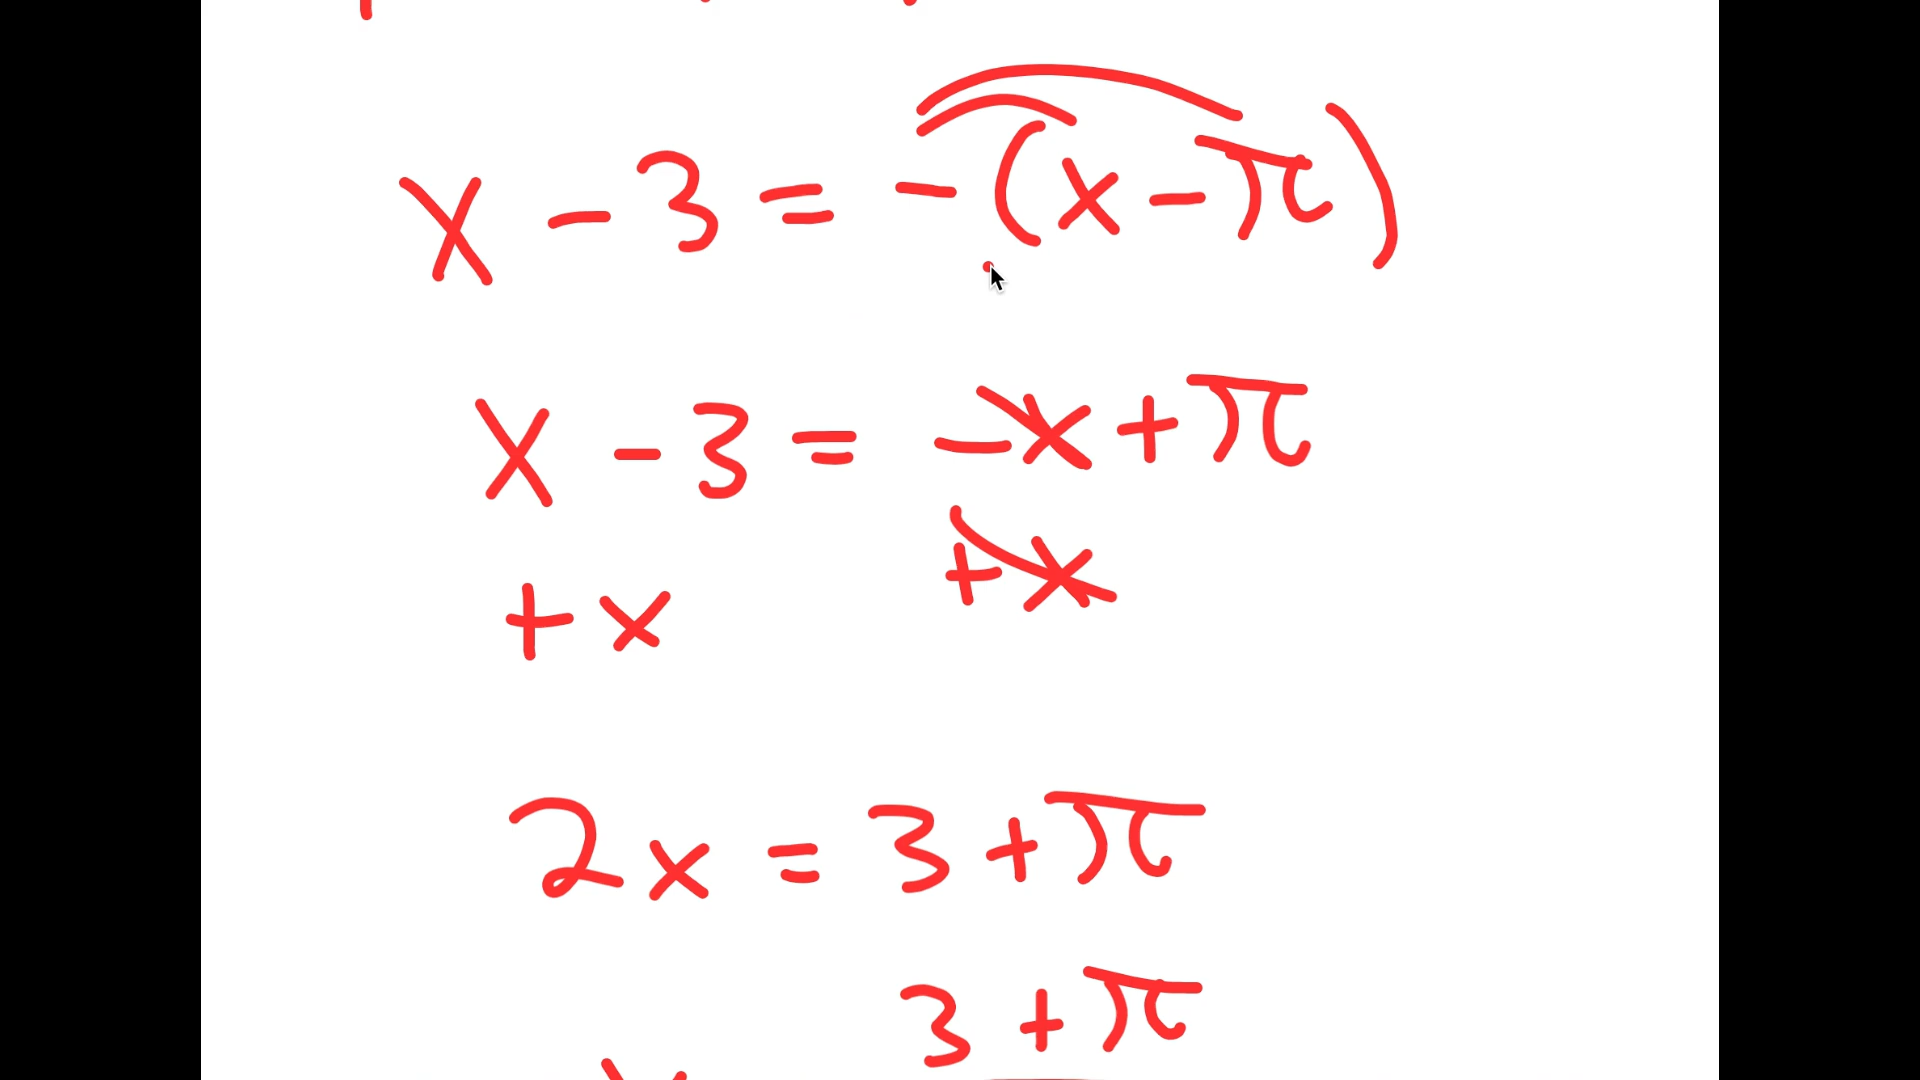 x - 3 = -(x - π)
x - 3 = -x + π
+ x +x
2x = 3 + π
3 + π